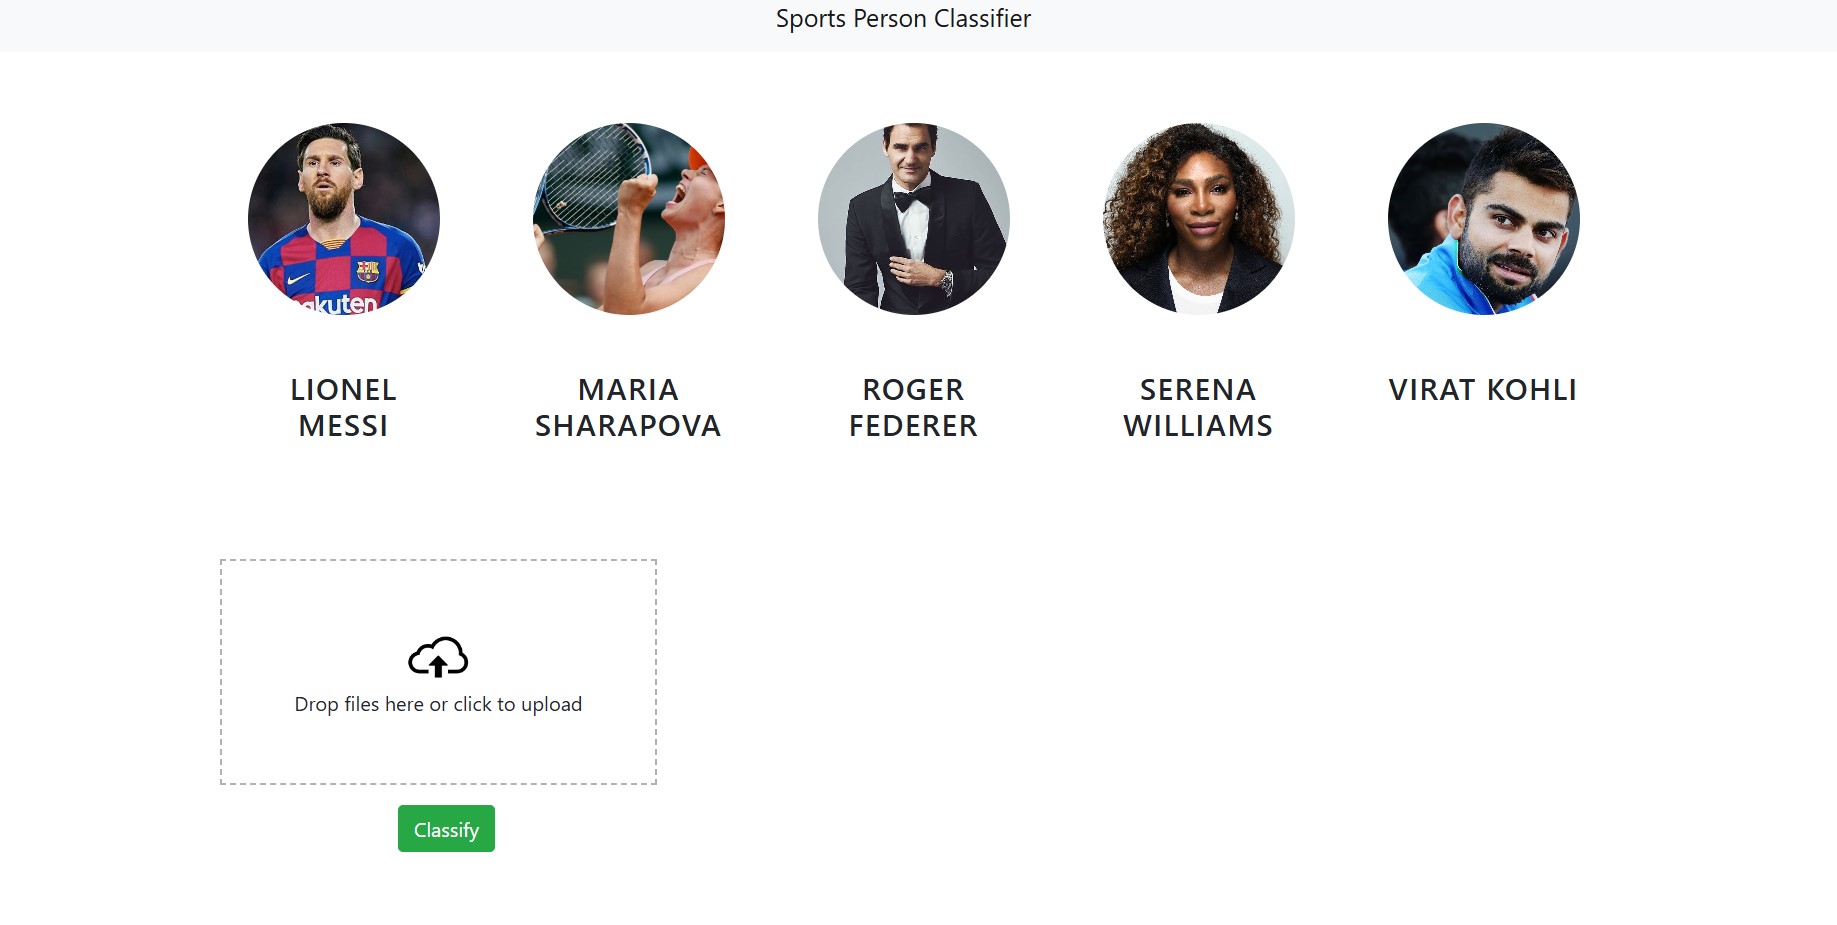 Sports Person Classifier
akuten
LIONEL
MESSI
MARIA
SHARAPOVA
ROGER
FEDERER
SERENA
WILLIAMS
VIRAT KOHLI
Drop files here or click to upload
Classify